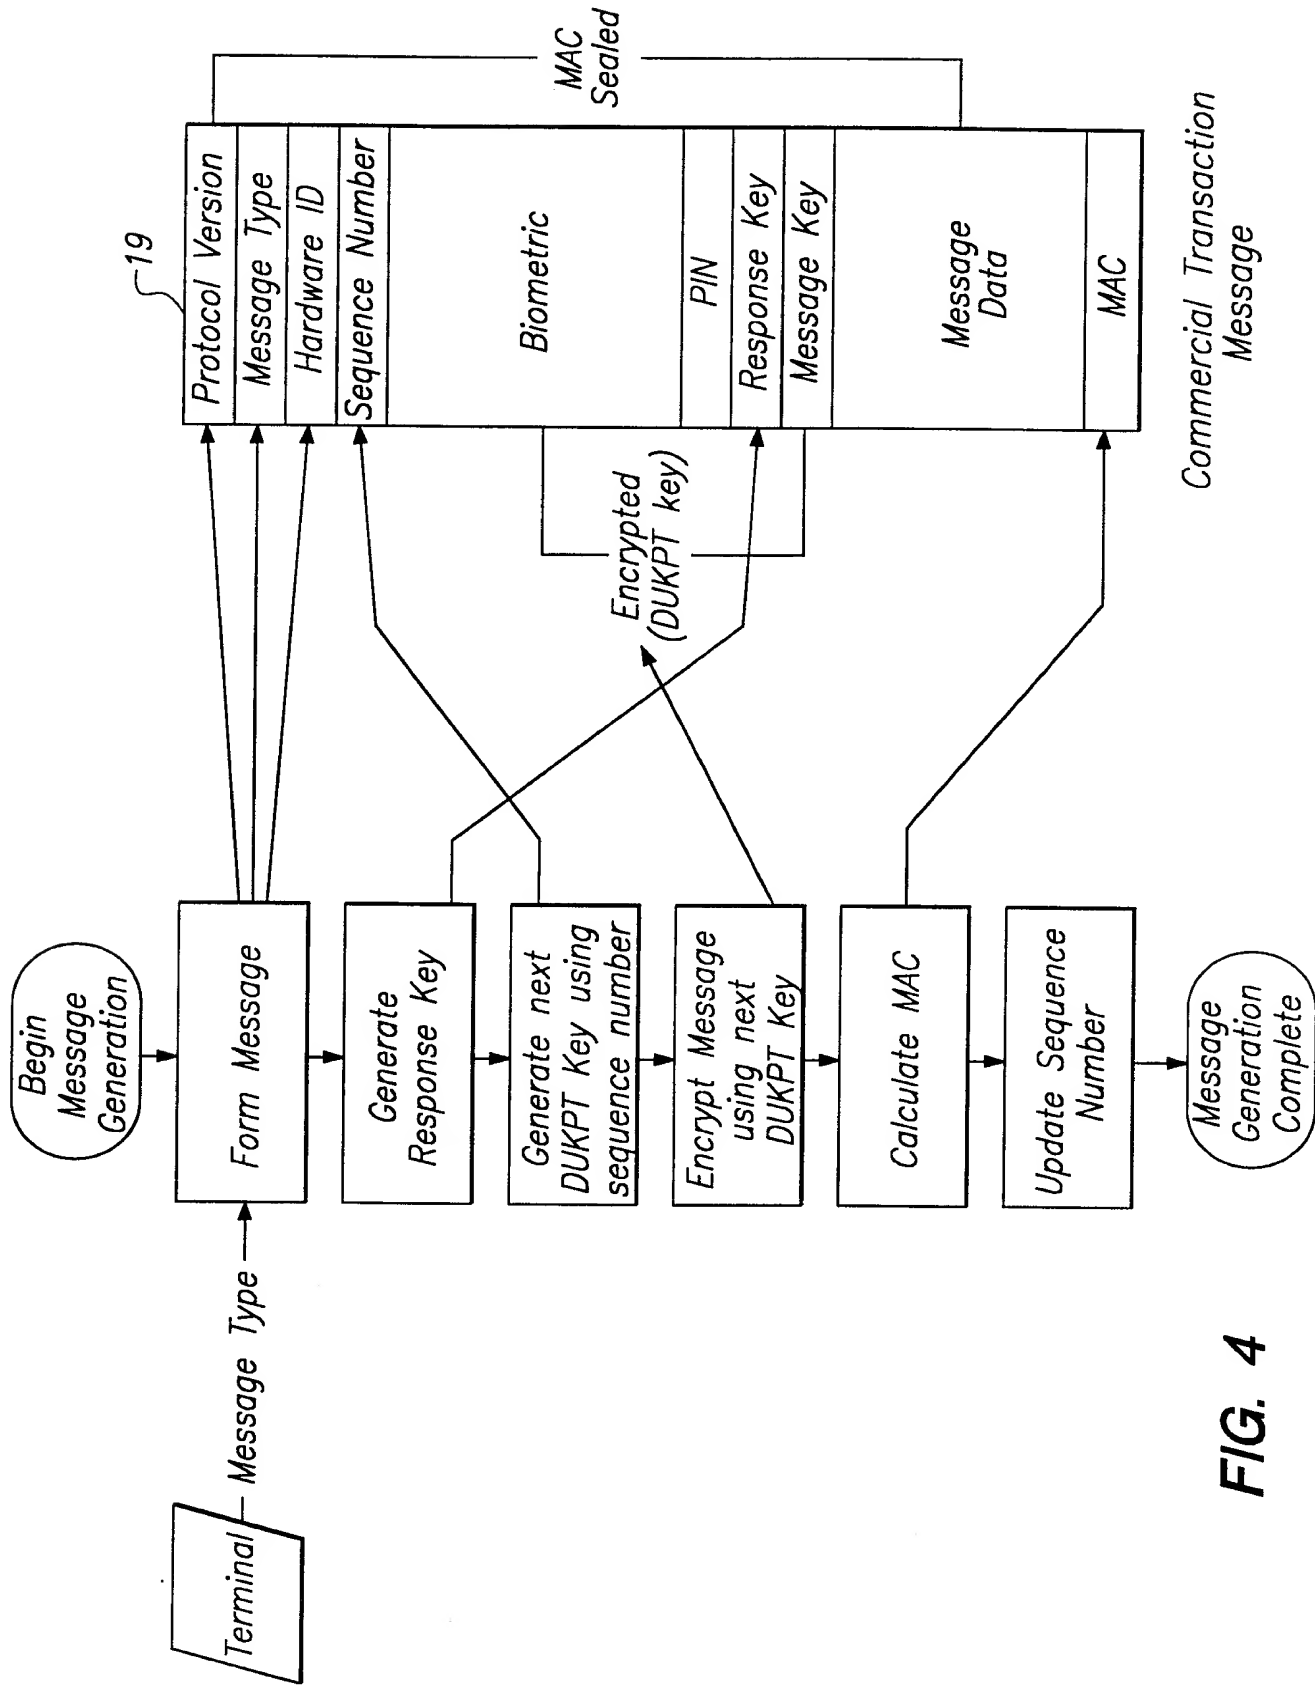 Terminal
Message Type
Begin
Message
Generation
Form Message
Generate
Response Key
Generate next
DUKPT Key using
sequence number
Encrypt Message
using next
DUKPT Key
Calculate MAC
Update Sequence
Number
Message
Generation
Complete
Encrypted
(DUKPT key)
19
Protocol Version
Message Type
Hardware ID
Sequence Number
Biometric
PIN
Response Key
Message Key
Message
Data
MAC
MAC
Sealed
Commercial Transaction
Message
FIG. 4